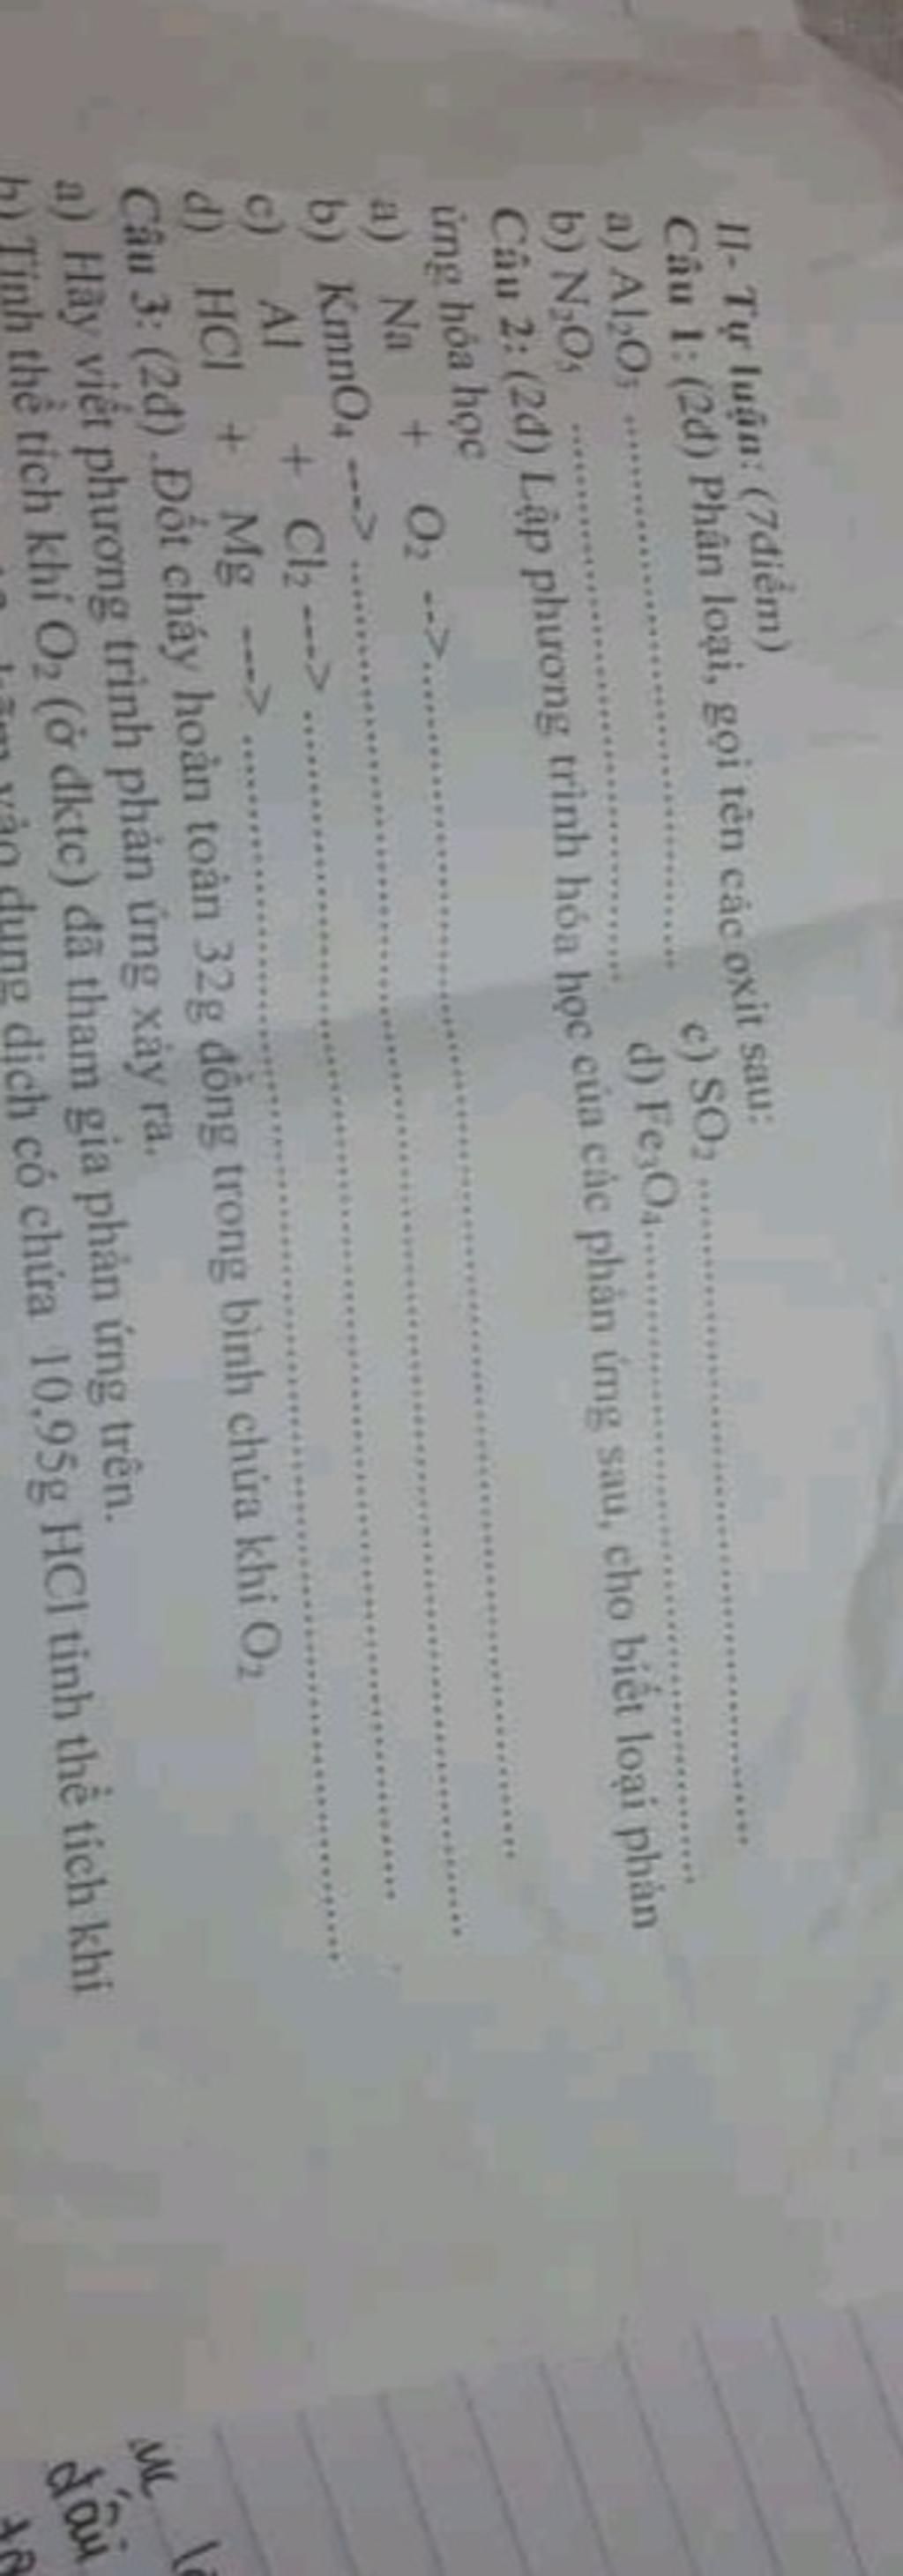 II- Tự luận: (7điểm)
Câu 1: (2đ) Phân loại, gọi tên các oxit sau:
a) Al₂O₃ .................................... c) SO₂ ....................................
b) N₂O₅ .................................... d) Fe₃O₄....................................
Câu 2: (2đ) Lập phương trình hóa học của các phản ứng sau, cho biết loại phản
ứng hóa học
a) Na + O₂ --> ....................................
b) KmnO₄ ---> ....................................
c) Al + Cl₂ ---> ....................................
d) HCl + Mg ---> ....................................
Câu 3: (2đ) .Đốt cháy hoàn toàn 32g đồng trong bình chứa khí O₂
a) Hãy viết phương trình phản ứng xảy ra.
b) Tính thể tích khí O₂ (ở đktc) đã tham gia phản ứng trên.
vào dung dịch có chứa 10,95g HCl tính thể tích khí
đầu